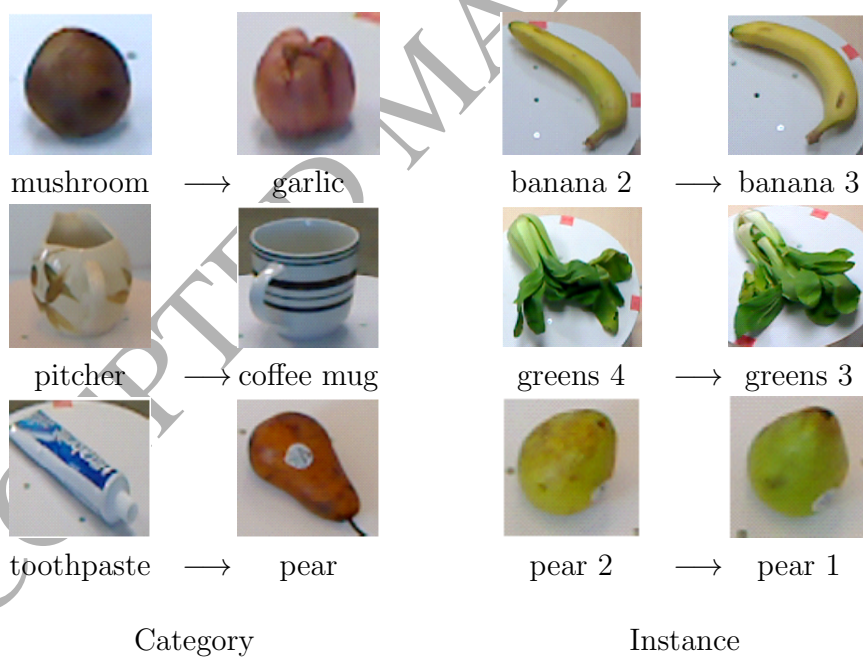 mushroom → garlic banana 2 → banana 3
pitcher → coffee mug greens 4 → greens 3
toothpaste → pear pear 2 → pear 1
Category Instance